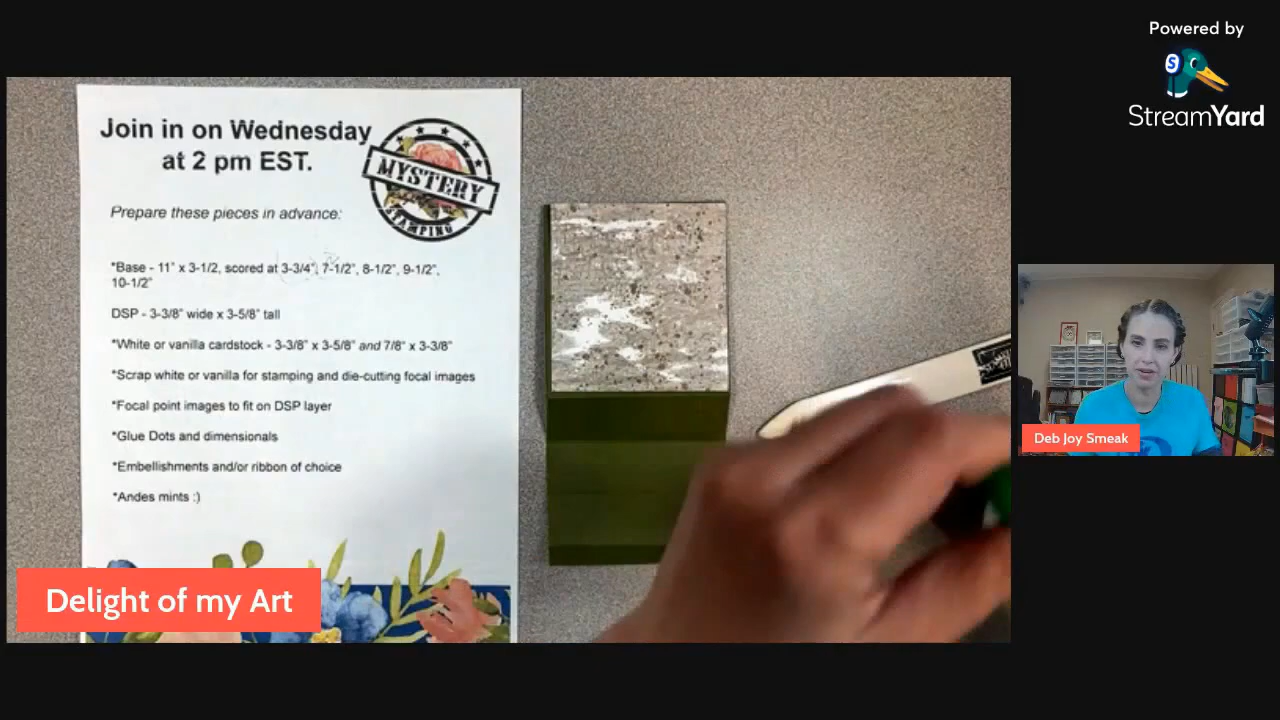 Powered by
StreamYard
Join in on Wednesday
at 2 pm EST.
MYSTERY
STAMPING
Prepare these pieces in advance:
*Base - 11" x 3-1/2, scored at 3-3/4", 7-1/2", 8-1/2", 9-1/2",
10-1/2"
DSP - 3-3/8" wide x 3-5/8" tall
*White or vanilla cardstock - 3-3/8" x 3-5/8" and 7/8" x 3-3/8"
*Scrap white or vanilla for stamping and die-cutting focal images
*Focal point images to fit on DSP layer
*Glue Dots and dimensionals
*Embellishments and/or ribbon of choice
*Andes mints :)
Deb Joy Smeak
Delight of my Art